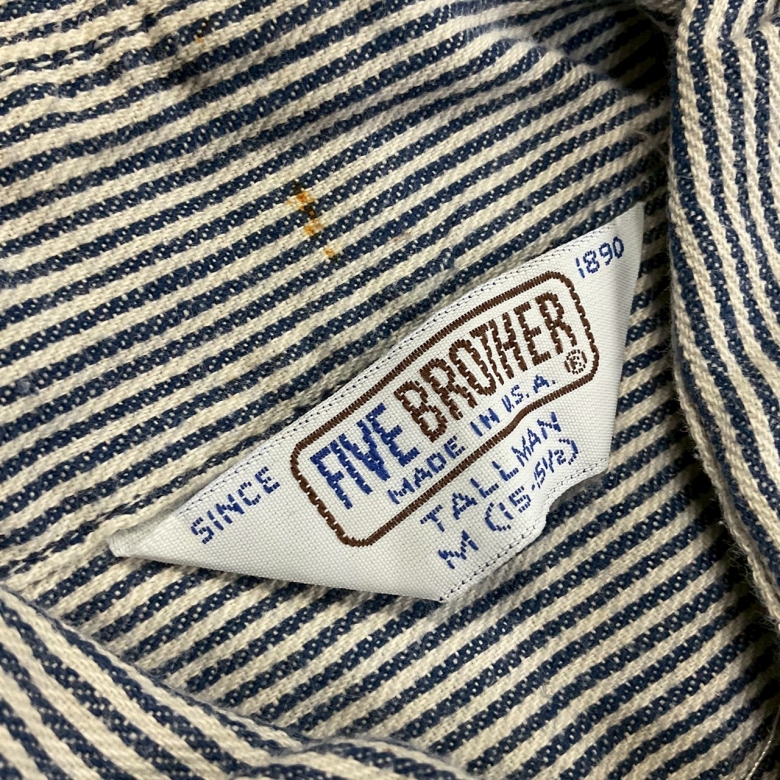 SINCE 1890
FIVE BROTHER®
MADE IN U.S.A.
TALLMAN
M (15-15½)